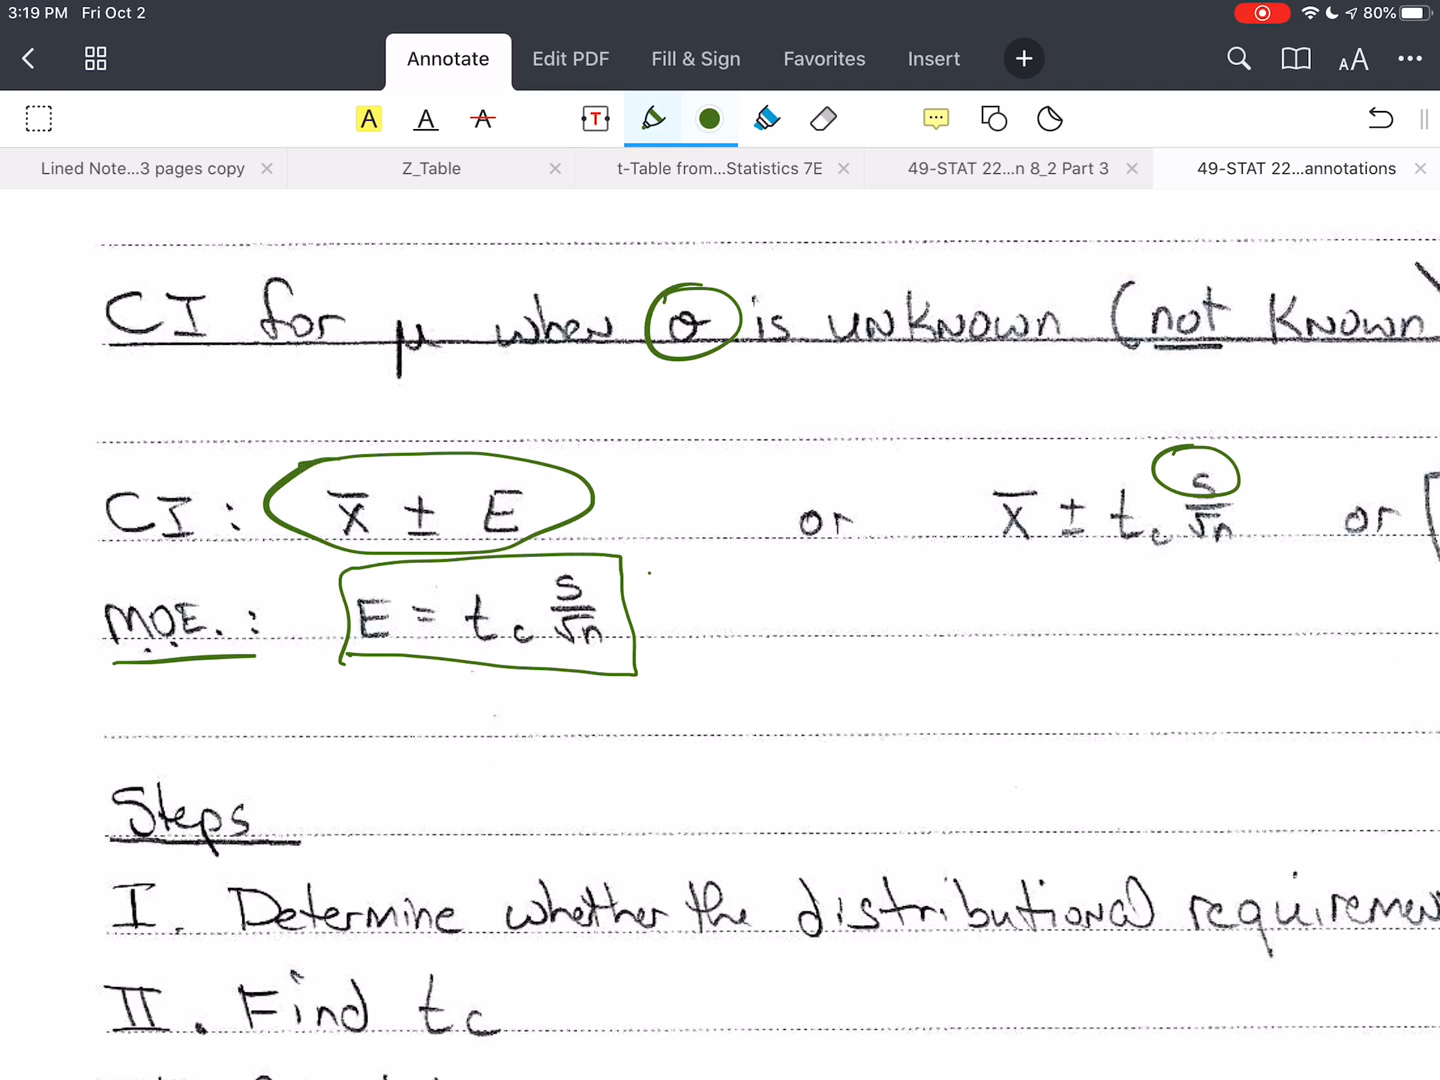 3:19 PM Fri Oct 2 80%
Annotate Edit PDF Fill & Sign Favorites Insert
A A A T AA
Lined Note...3 pages copy Z_Table t-Table from...Statistics 7E 49-STAT 22...n 8_2 Part 3 49-STAT 22...annotations
CI for μ when σ is unknown (not known
CI: x̄ ± E or x̄ ± t_c s/√n or [
M.O.E.: E = t_c s/√n
Steps
I. Determine whether the distributional
II. Find t_c